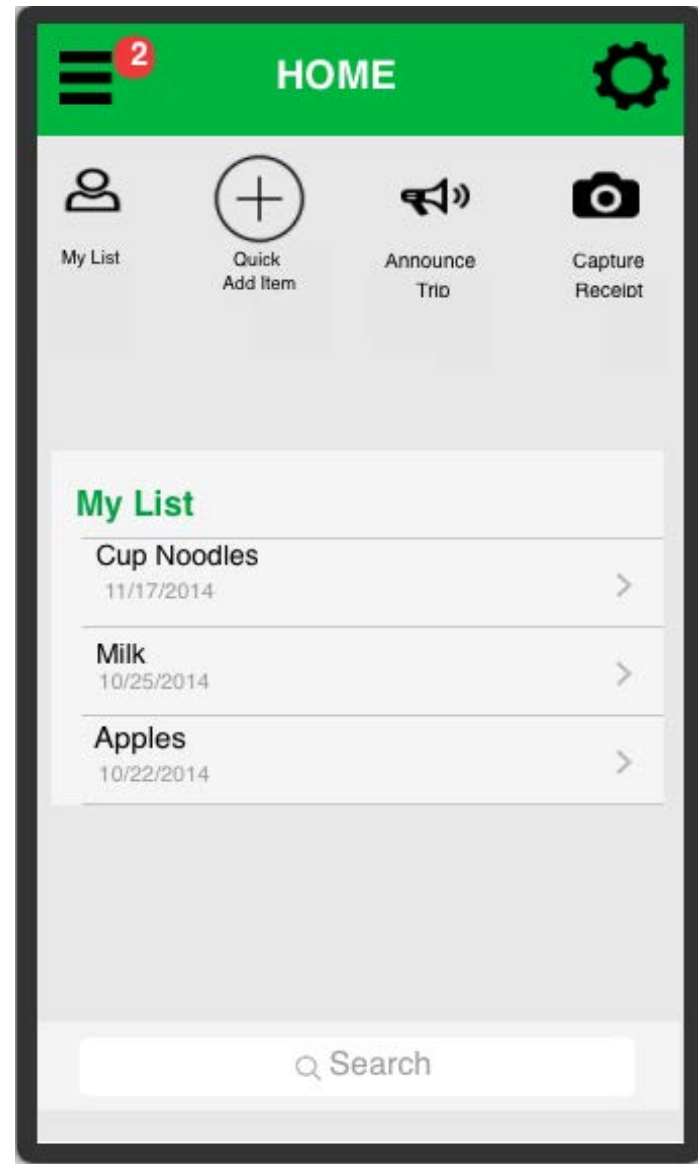 2
HOME
My List
Quick
Add Item
Announce
Trip
Capture
Receipt
My List
Cup Noodles
11/17/2014
Milk
10/25/2014
Apples
10/22/2014
Search